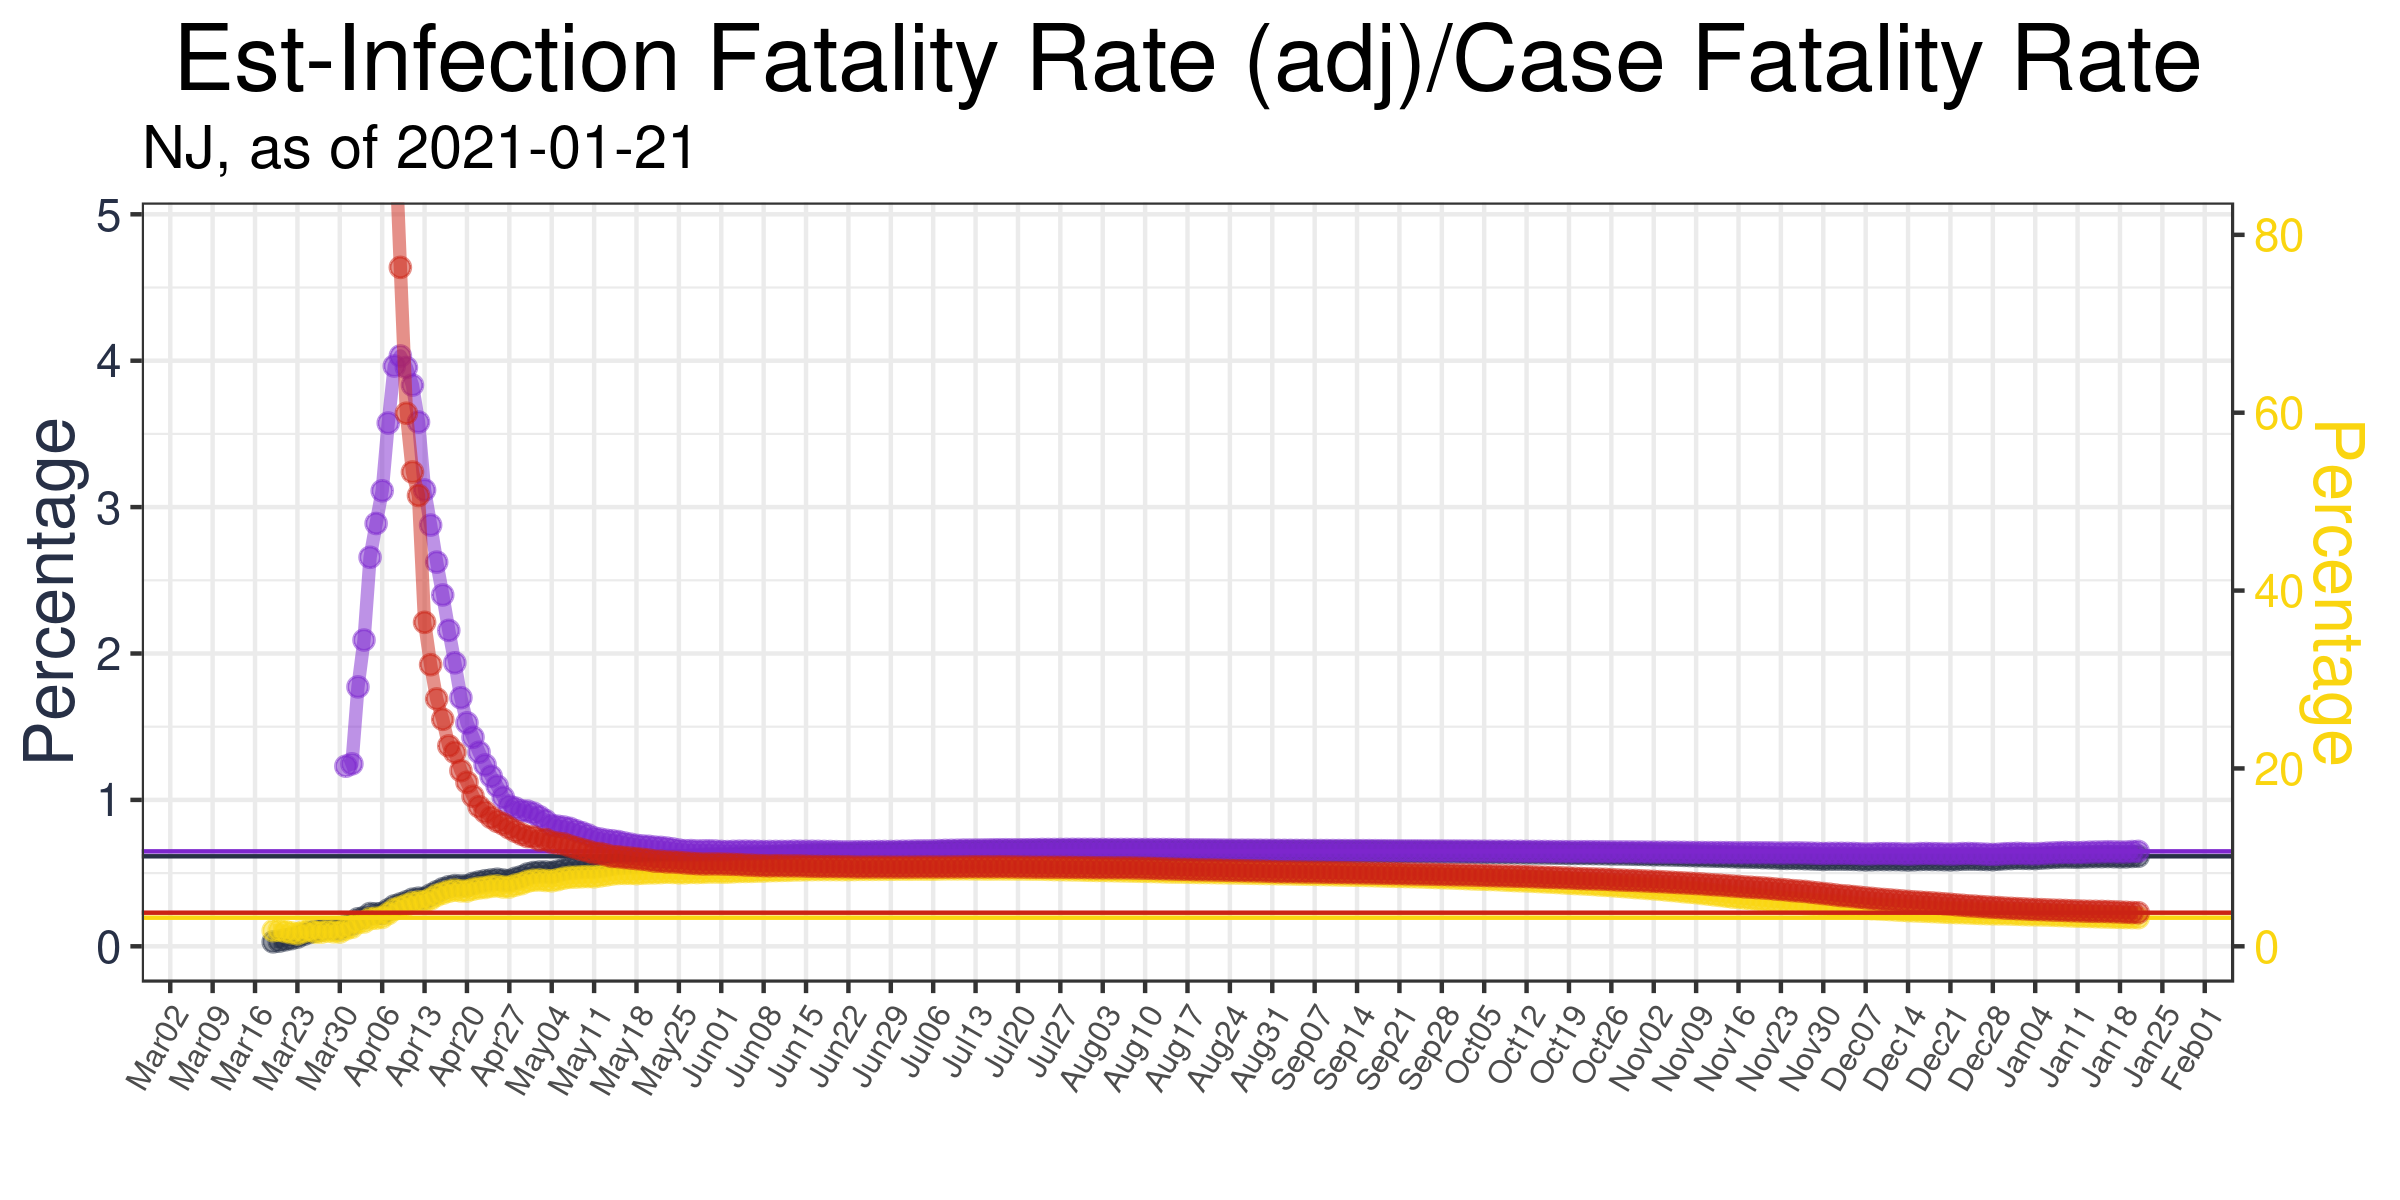 Est-Infection Fatality Rate (adj)/Case Fatality Rate
NJ, as of 2021-01-21
Percentage
5
4
3
2
1
0
80
60
40
20
0
Percentage
Mar02
Mar09
Mar16
Mar23
Mar30
Apr06
Apr13
Apr20
Apr27
May04
May11
May18
May25
Jun01
Jun08
Jun15
Jun22
Jun29
Jul06
Jul13
Jul20
Jul27
Aug03
Aug10
Aug17
Aug24
Aug31
Sep07
Sep14
Sep21
Sep28
Oct05
Oct12
Oct19
Oct26
Nov02
Nov09
Nov16
Nov23
Nov30
Dec07
Dec14
Dec21
Dec28
Jan04
Jan11
Jan18
Jan25
Feb01